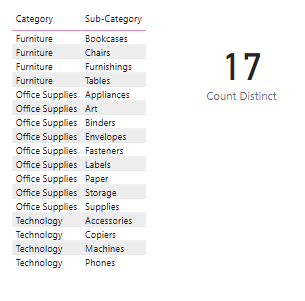 Category Sub-Category
Furniture Bookcases
Furniture Chairs
Furniture Furnishings
Furniture Tables
Office Supplies Appliances
Office Supplies Art
Office Supplies Binders
Office Supplies Envelopes
Office Supplies Fasteners
Office Supplies Labels
Office Supplies Paper
Office Supplies Storage
Office Supplies Supplies
Technology Accessories
Technology Copiers
Technology Machines
Technology Phones
17
Count Distinct